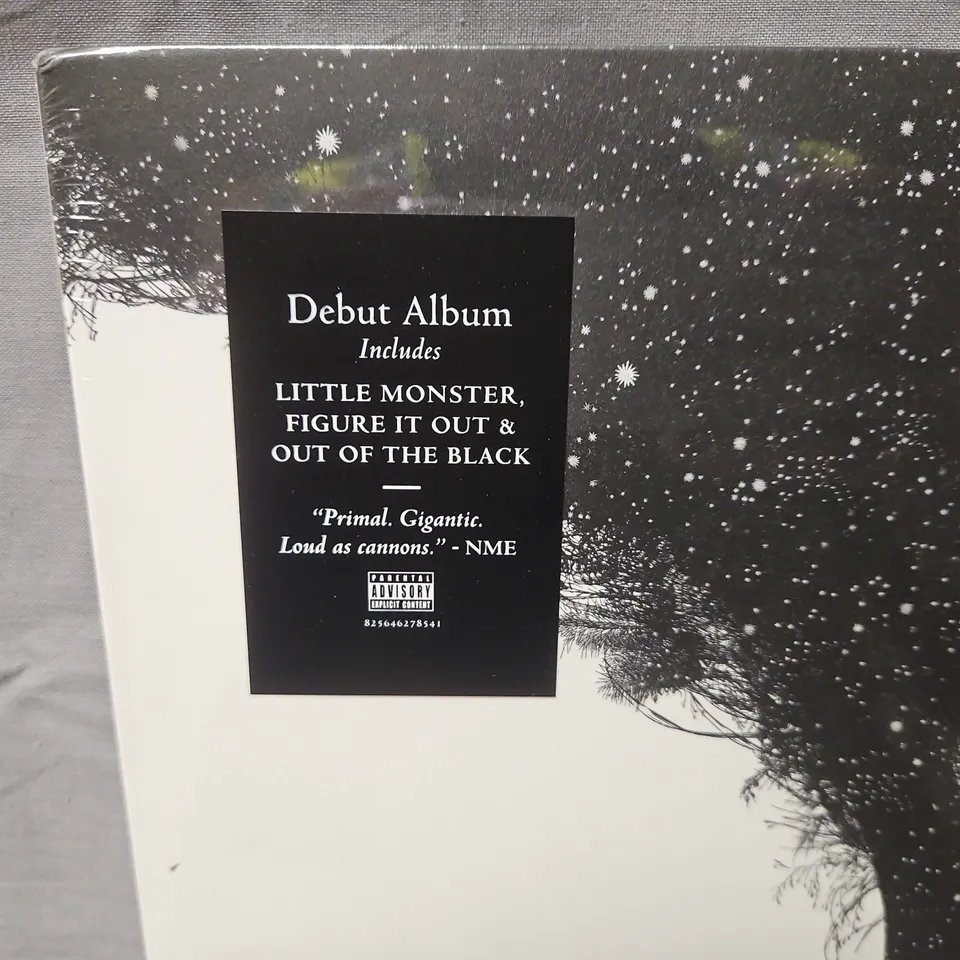 Debut Album
Includes
LITTLE MONSTER,
FIGURE IT OUT &
OUT OF THE BLACK
“Primal. Gigantic.
Loud as cannons.” - NME
PARENTAL
ADVISORY
EXPLICIT CONTENT
825646278541